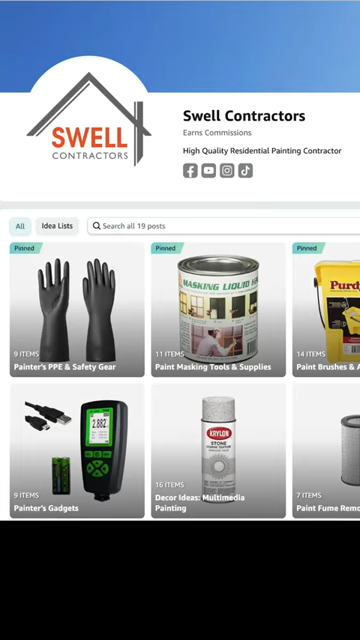 SWELL
CONTRACTORS
Swell Contractors
Earns Commissions
High Quality Residential Painting Contractor
All
Idea Lists
Search all 19 posts
Pinned
Pinned
Pinned
MASKING LIQUID
Purdy
9 ITEMS
11 ITEMS
14 ITEMS
Painter's PPE & Safety Gear
Paint Masking Tools & Supplies
Paint Brushes & A
2.882
KRYLON
STONE
9 ITEMS
16 ITEMS
7 ITEMS
Painter's Gadgets
Decor Ideas: Multimedia
Painting
Paint Fume Remo